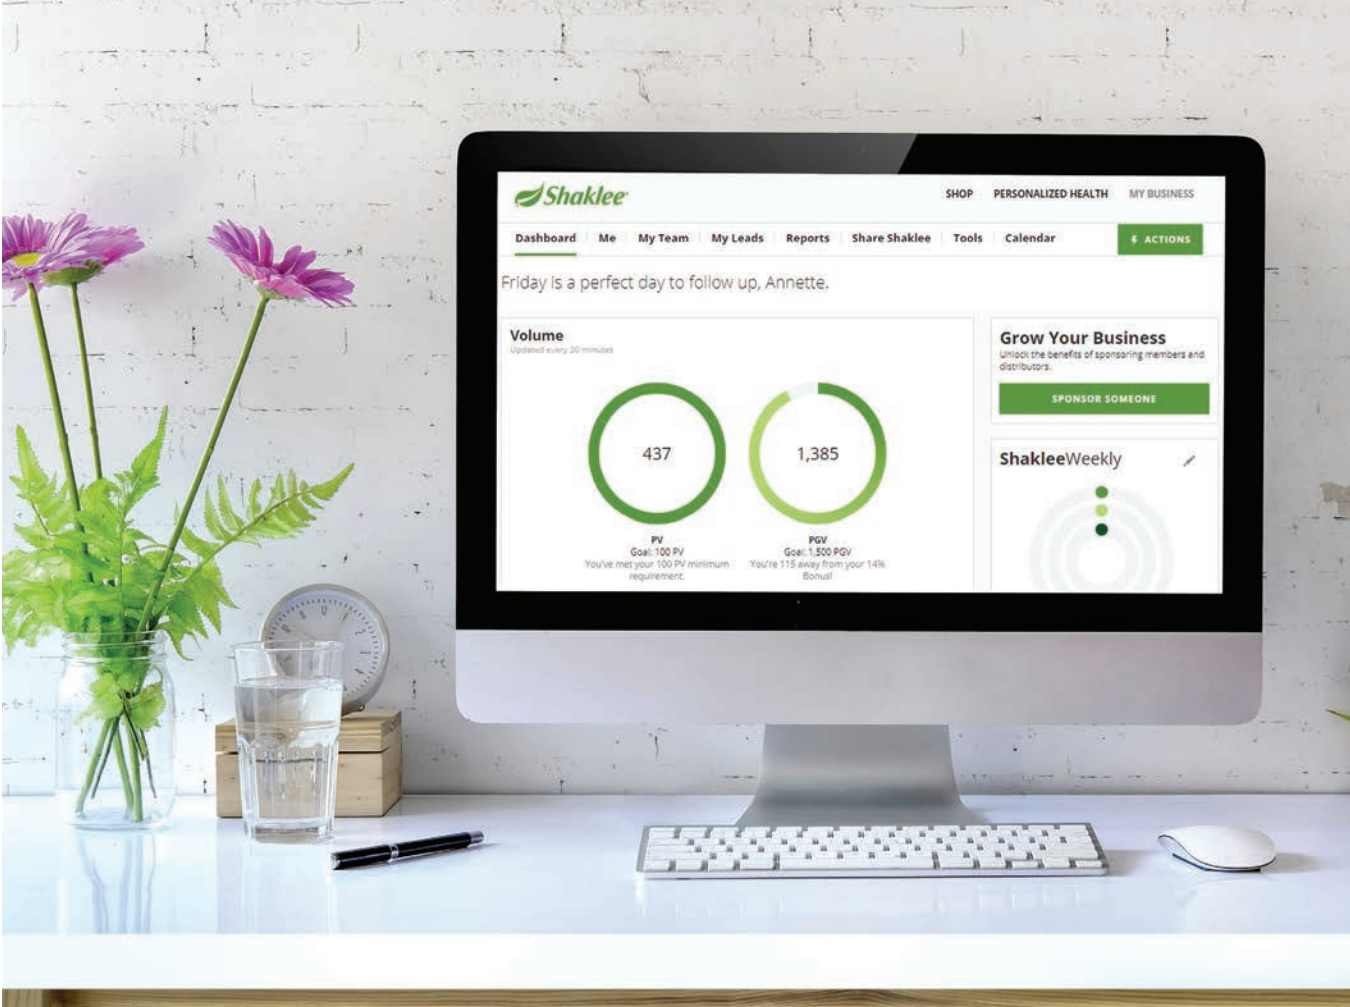 Shaklee
SHOP PERSONALIZED HEALTH MY BUSINESS
Dashboard Me My Team My Leads Reports Share Shaklee Tools Calendar ACTIONS
Friday is a perfect day to follow up, Annette.
Volume
Updated every 20 minutes
437
1,385
PV
Goal: 100 PV
You've met your 100 PV minimum
requirement.
PGV
Goal: 1,500 PGV
You're 115 away from your 14%
Bonus!
Grow Your Business
Unlock the benefits of sponsoring members and
distributors.
SPONSOR SOMEONE
ShakleeWeekly